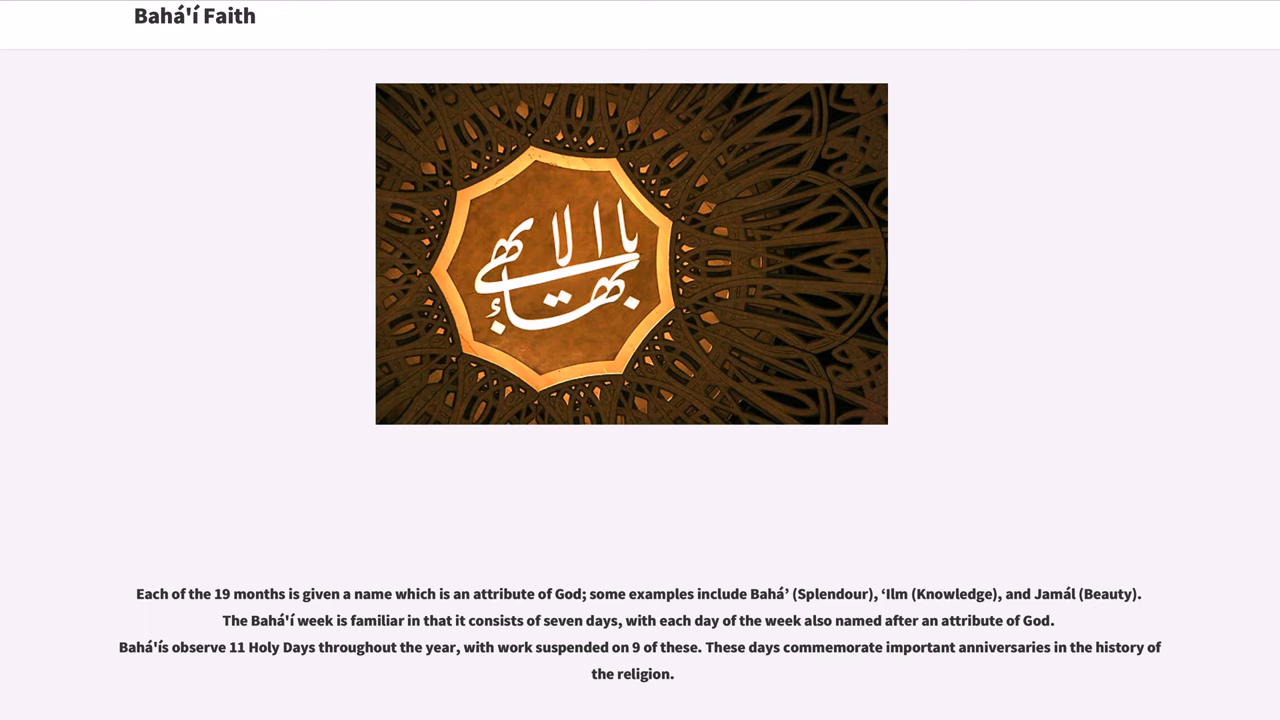 Bahá'í Faith
يا بهاء الابهى
Each of the 19 months is given a name which is an attribute of God; some examples include Bahá’ (Splendour), ‘Ilm (Knowledge), and Jamál (Beauty).
The Bahá'í week is familiar in that it consists of seven days, with each day of the week also named after an attribute of God.
Bahá'ís observe 11 Holy Days throughout the year, with work suspended on 9 of these. These days commemorate important anniversaries in the history of
the religion.